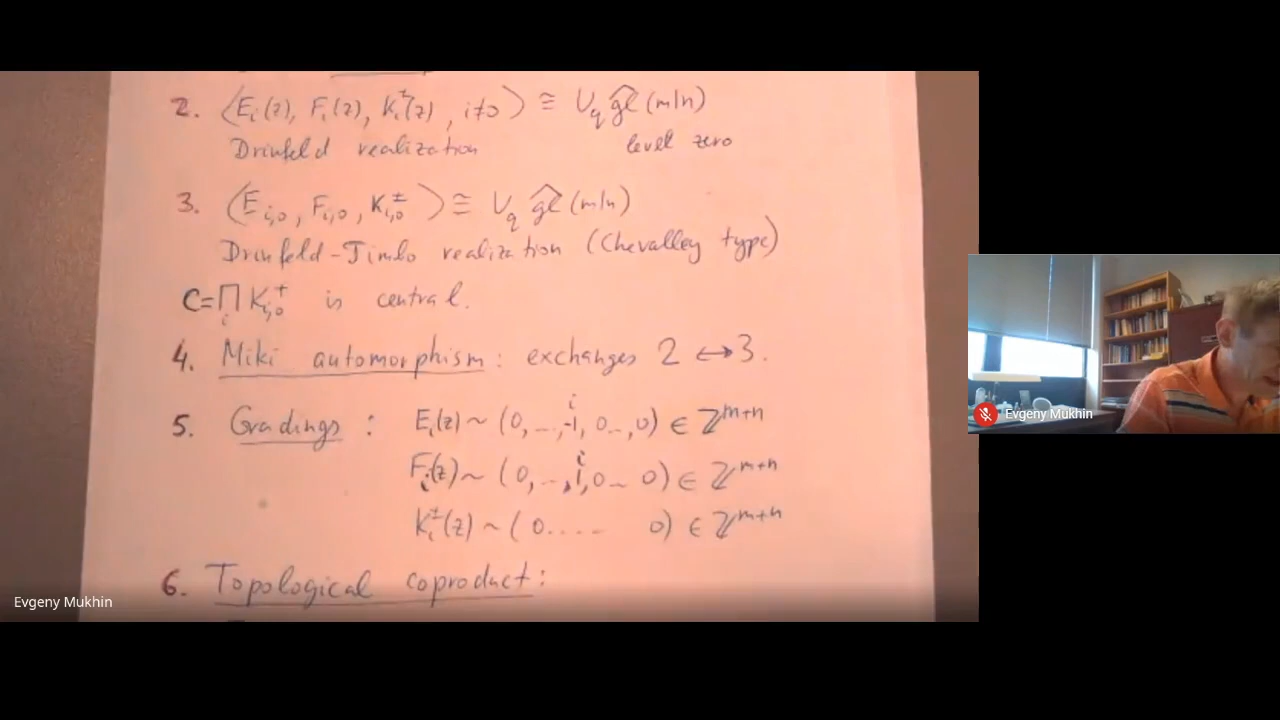 2. ⟨E_i(z), F_i(z), K_i^±(z), i≠0⟩ ≅ U_q ĝl(m|n)
Drinfeld realization level zero
3. ⟨E_{i,0}, F_{i,0}, K_{i,0}^±⟩ ≅ U_q ĝl(m|n)
Drinfeld-Jimbo realization (Chevalley type)
C=∏_i K_{i,0}^+ is central.
4. Miki automorphism: exchanges 2 ↔ 3.
5. Gradings: E_i(z) ~ (0, ..., -1^i, 0.., 0) ∈ ℤ^{m+n}
F_i(z) ~ (0, .., 1^i, 0.. 0) ∈ ℤ^{m+n}
K_i^±(z) ~ (0.... 0) ∈ ℤ^{m+n}
6. Topological coproduct:
Evgeny Mukhin
Evgeny Mukhin